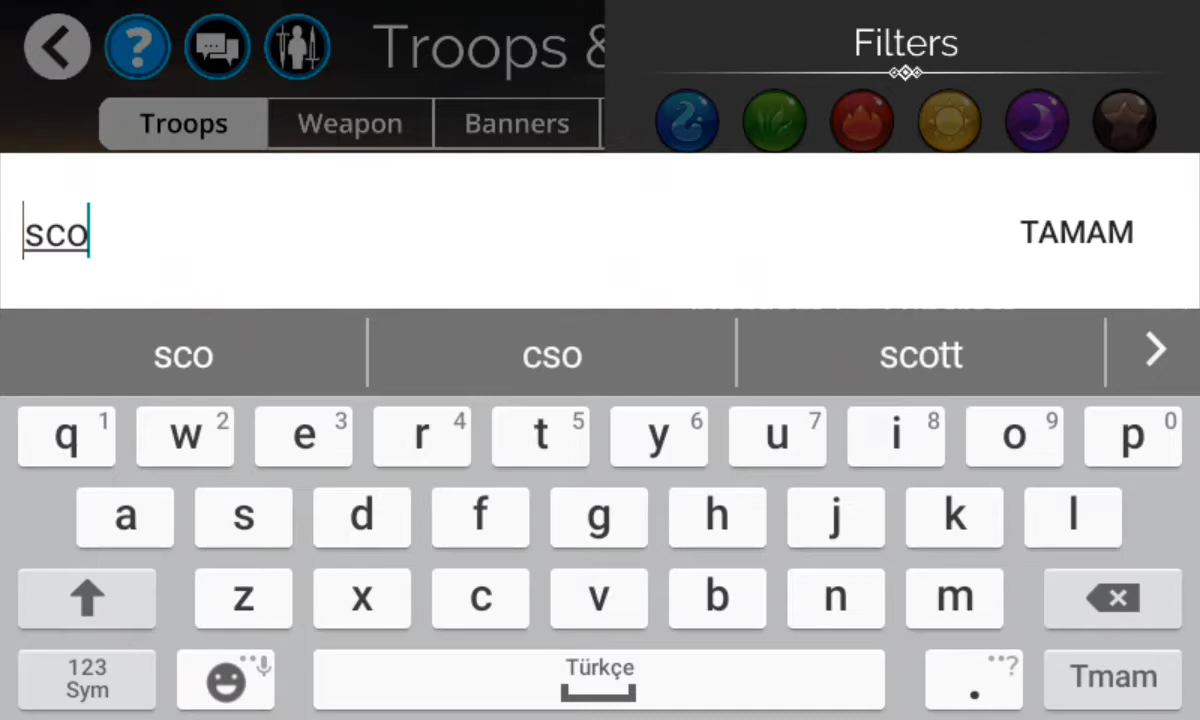 Troops &
Filters
Troops Weapon Banners
sco TAMAM
sco cso scott
q 1 w 2 e 3 r 4 t 5 y 6 u 7 i 8 o 9 p 0
a s d f g h j k l
z x c v b n m
123 Sym Türkçe . ? Tmam